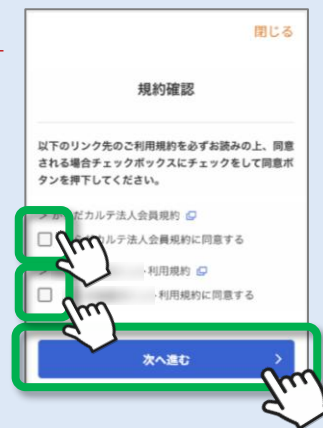 閉じる
規約確認
以下のリンク先のご利用規約を必ずお読みの上、同意
される場合チェックボックスにチェックをして同意ボ
タンを押下してください。
だカルテ法人会員規約
カルテ法人会員規約に同意する
利用規約
利用規約に同意する
次へ進む